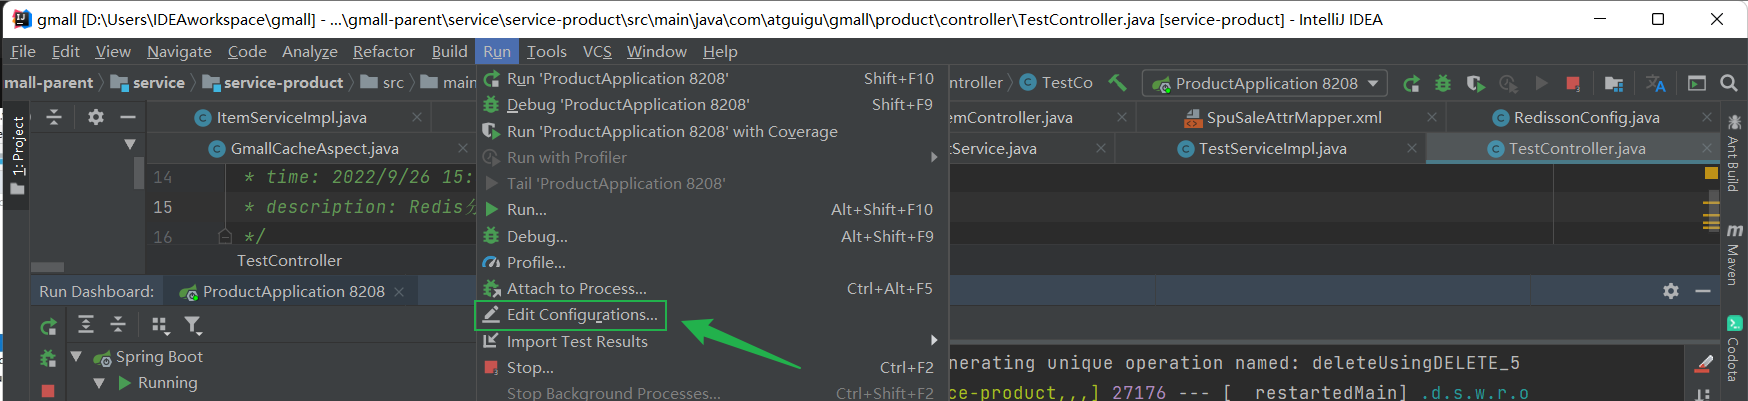 gmall [D:\Users\IDEAworkspace\gmall] - ...\gmall-parent\service\service-product\src\main\java\com\atguigu\gmall\product\controller\TestController.java [service-product] - IntelliJ IDEA
File Edit View Navigate Code Analyze Refactor Build Run Tools VCS Window Help
mall-parent service service-product src main
ntroller TestCo ProductApplication 8208
Run 'ProductApplication 8208' Shift+F10
Debug 'ProductApplication 8208' Shift+F9
Run 'ProductApplication 8208' with Coverage
Run with Profiler
Tail 'ProductApplication 8208'
Run... Alt+Shift+F10
Debug... Alt+Shift+F9
Profile...
Attach to Process... Ctrl+Alt+F5
Edit Configurations...
Import Test Results
Stop... Ctrl+F2
Stop Background Processes... Ctrl+Shift+F2
ItemServiceImpl.java
emController.java SpuSaleAttrMapper.xml RedissonConfig.java
GmallCacheAspect.java
tService.java TestServiceImpl.java TestController.java
14 * time: 2022/9/26 15:
15 * description: Redis
16 */
TestController
Run Dashboard: ProductApplication 8208
Spring Boot
Running
nerating unique operation named: deleteUsingDELETE_5
ce-product,,,] 27176 --- [ restartedMain] .d.s.w.r.o
1: Project
Ant Build
m
Maven
Codota